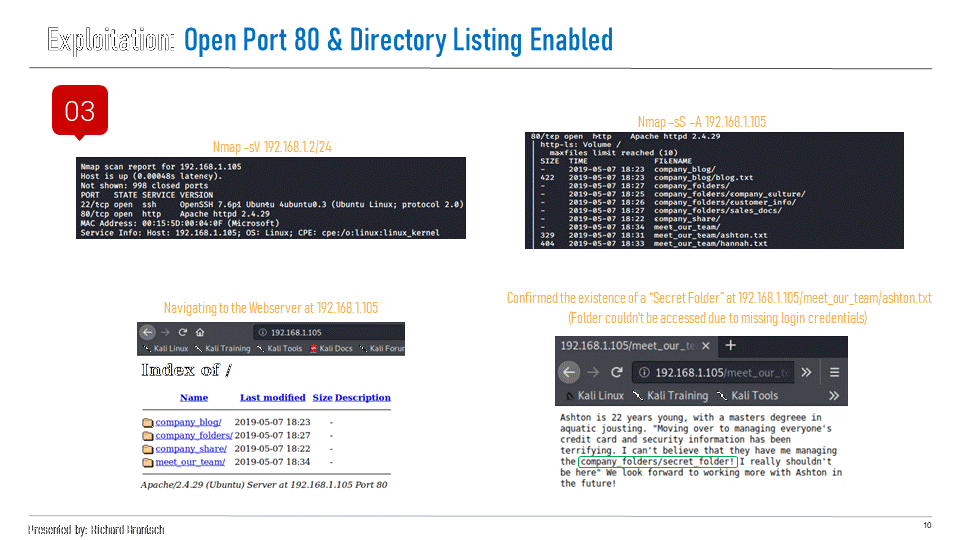 Exploitation: Open Port 80 & Directory Listing Enabled
03
Nmap –sV 192.168.1.2/24
Nmap scan report for 192.168.1.105
Host is up (0.00048s latency).
Not shown: 998 closed ports
PORT STATE SERVICE VERSION
22/tcp open ssh OpenSSH 7.6p1 Ubuntu 4ubuntu0.3 (Ubuntu Linux; protocol 2.0)
80/tcp open http Apache httpd 2.4.29
MAC Address: 00:15:5D:00:04:0F (Microsoft)
Service Info: Host: 192.168.1.105; OS: Linux; CPE: cpe:/o:linux:linux_kernel
Nmap –sS –A 192.168.1.105
80/tcp open http Apache httpd 2.4.29
http-ls: Volume /
maxfiles limit reached (10)
SIZE TIME FILENAME
- 2019-05-07 18:23 company_blog/
422 2019-05-07 18:23 company_blog/blog.txt
- 2019-05-07 18:27 company_folders/
- 2019-05-07 18:25 company_folders/company_culture/
- 2019-05-07 18:26 company_folders/customer_info/
- 2019-05-07 18:27 company_folders/sales_docs/
- 2019-05-07 18:22 company_share/
- 2019-05-07 18:34 meet_our_team/
329 2019-05-07 18:31 meet_our_team/ashton.txt
404 2019-05-07 18:33 meet_our_team/hannah.txt
Navigating to the Webserver at 192.168.1.105
192.168.1.105
Kali Linux Kali Training Kali Tools Kali Docs Kali Forum
Index of /
Name Last modified Size Description
company_blog/ 2019-05-07 18:23 -
company_folders/ 2019-05-07 18:27 -
company_share/ 2019-05-07 18:22 -
meet_our_team/ 2019-05-07 18:34 -
Apache/2.4.29 (Ubuntu) Server at 192.168.1.105 Port 80
Confirmed the existence of a “Secret Folder” at 192.168.1.105/meet_our_team/ashton.txt
(Folder couldn't be accessed due to missing login credentials)
192.168.1.105/meet_our_te
192.168.1.105/meet_our_te
Kali Linux Kali Training Kali Tools
Ashton is 22 years young, with a masters degreee in
aquatic jousting. "Moving over to managing everyone's
credit card and security information has been
terrifying. I can't believe that they have me managing
the company_folders/secret_folder! I really shouldn't
be here" We look forward to working more with Ashton in
the future!
Presented by: Richard Bronisch
10